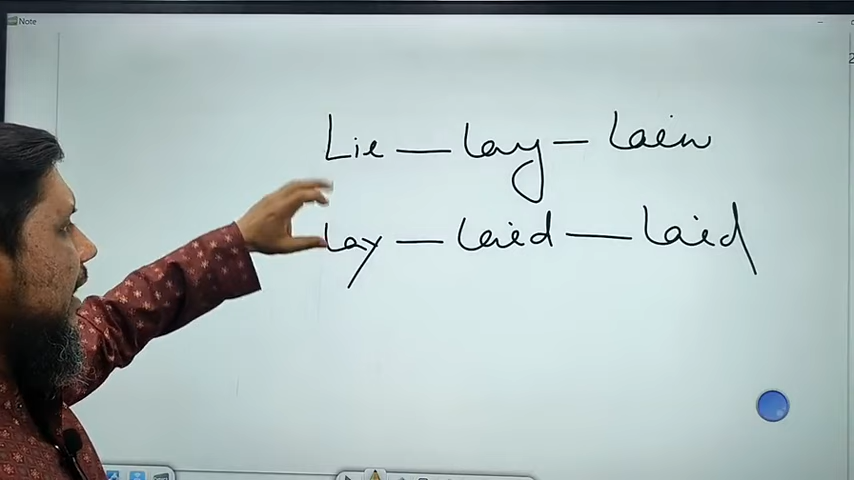 Note
Lie — Lay — Lain
Lay — Laid — Laid